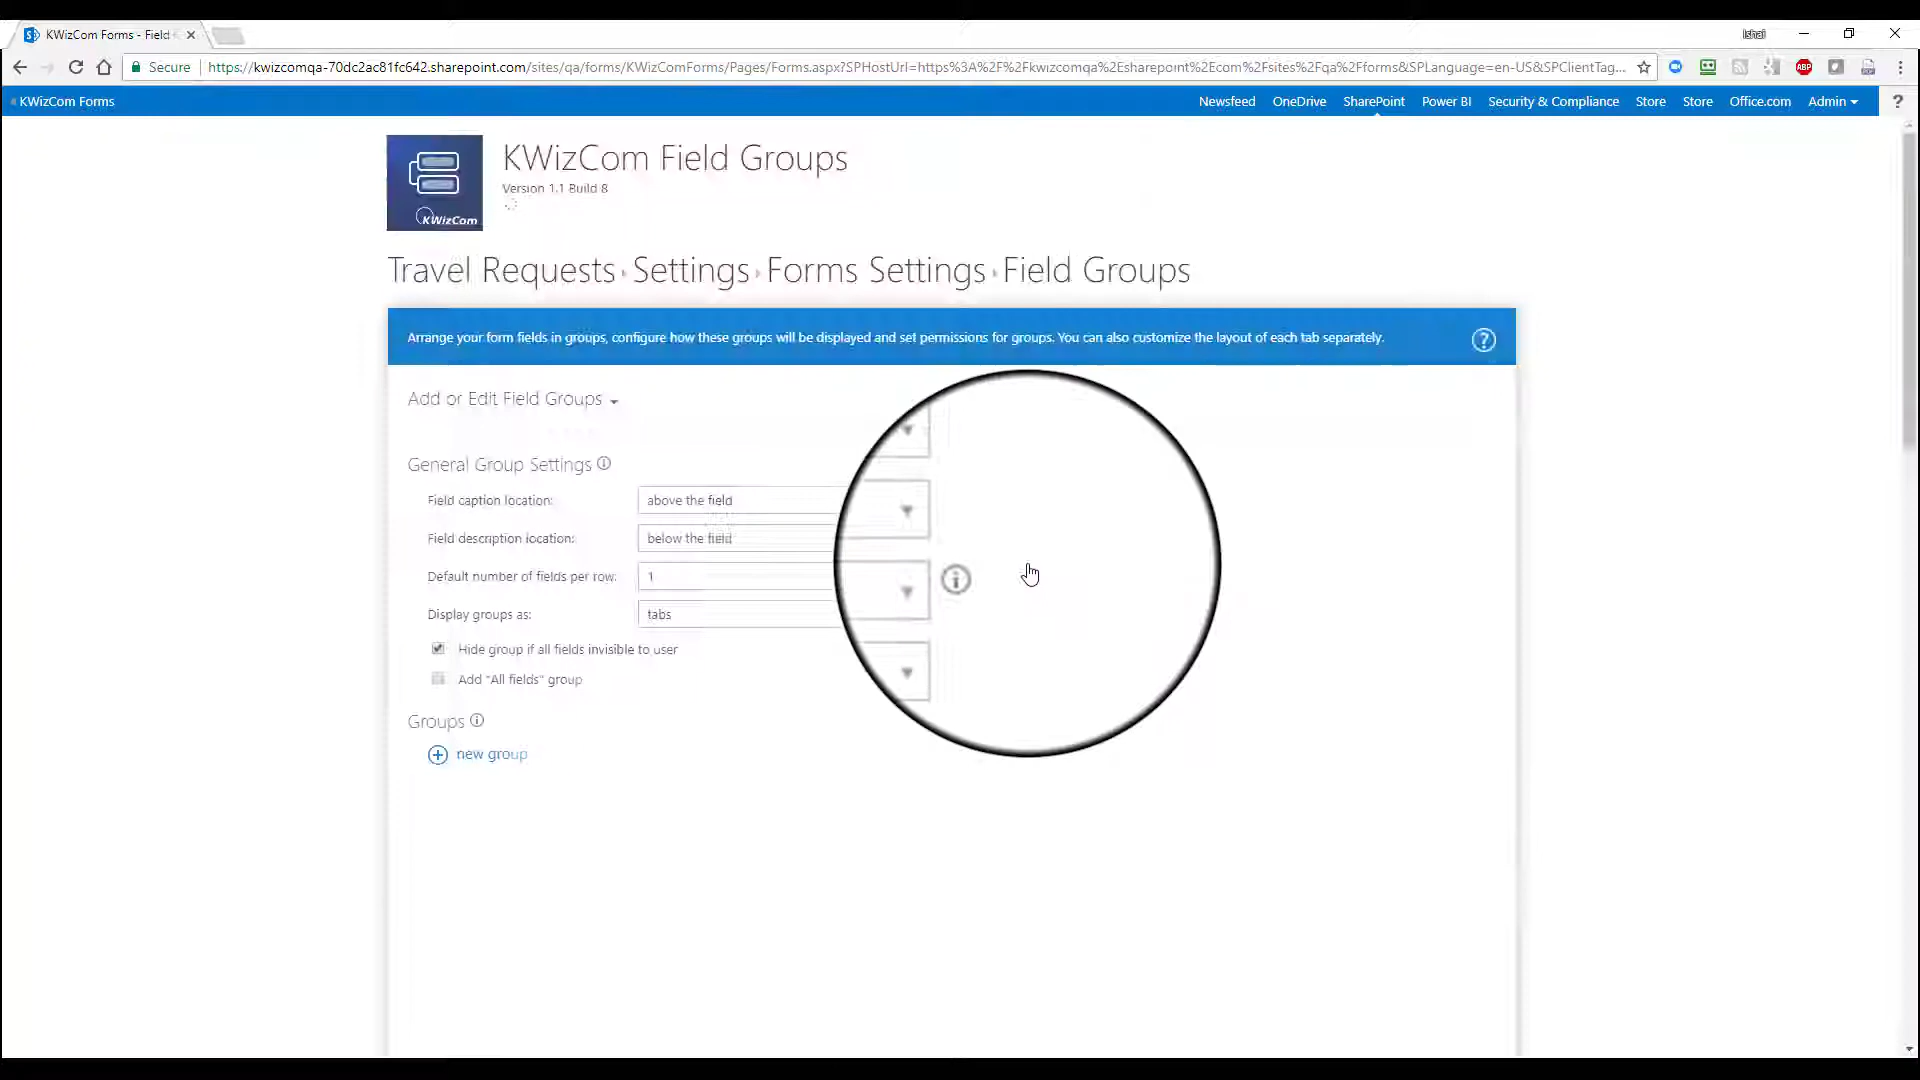 KWizCom Forms - Field
Ishai
Secure
https://kwizcomqa-70dc2ac81fc642.sharepoint.com/sites/qa/forms/KWizComForms/Pages/Forms.aspx?SPHostUrl=https%3A%2F%2Fkwizcomqa%2Esharepoint%2Ecom%2Fsites%2Fqa%2Fforms&SPLanguage=en-US&SPClientTag...
ABP
KWizCom Forms
Newsfeed OneDrive SharePoint Power BI Security & Compliance Store Store Office.com Admin ?
KWizCom
KWizCom Field Groups
Version 1.1 Build 8
Travel Requests Settings Forms Settings Field Groups
Arrange your form fields in groups, configure how these groups will be displayed and set permissions for groups. You can also customize the layout of each tab separately.
Add or Edit Field Groups
General Group Settings
Field caption location: above the field
Field description location: below the field
Default number of fields per row: 1
Display groups as: tabs
Hide group if all fields invisible to user
Add "All fields" group
Groups
new group